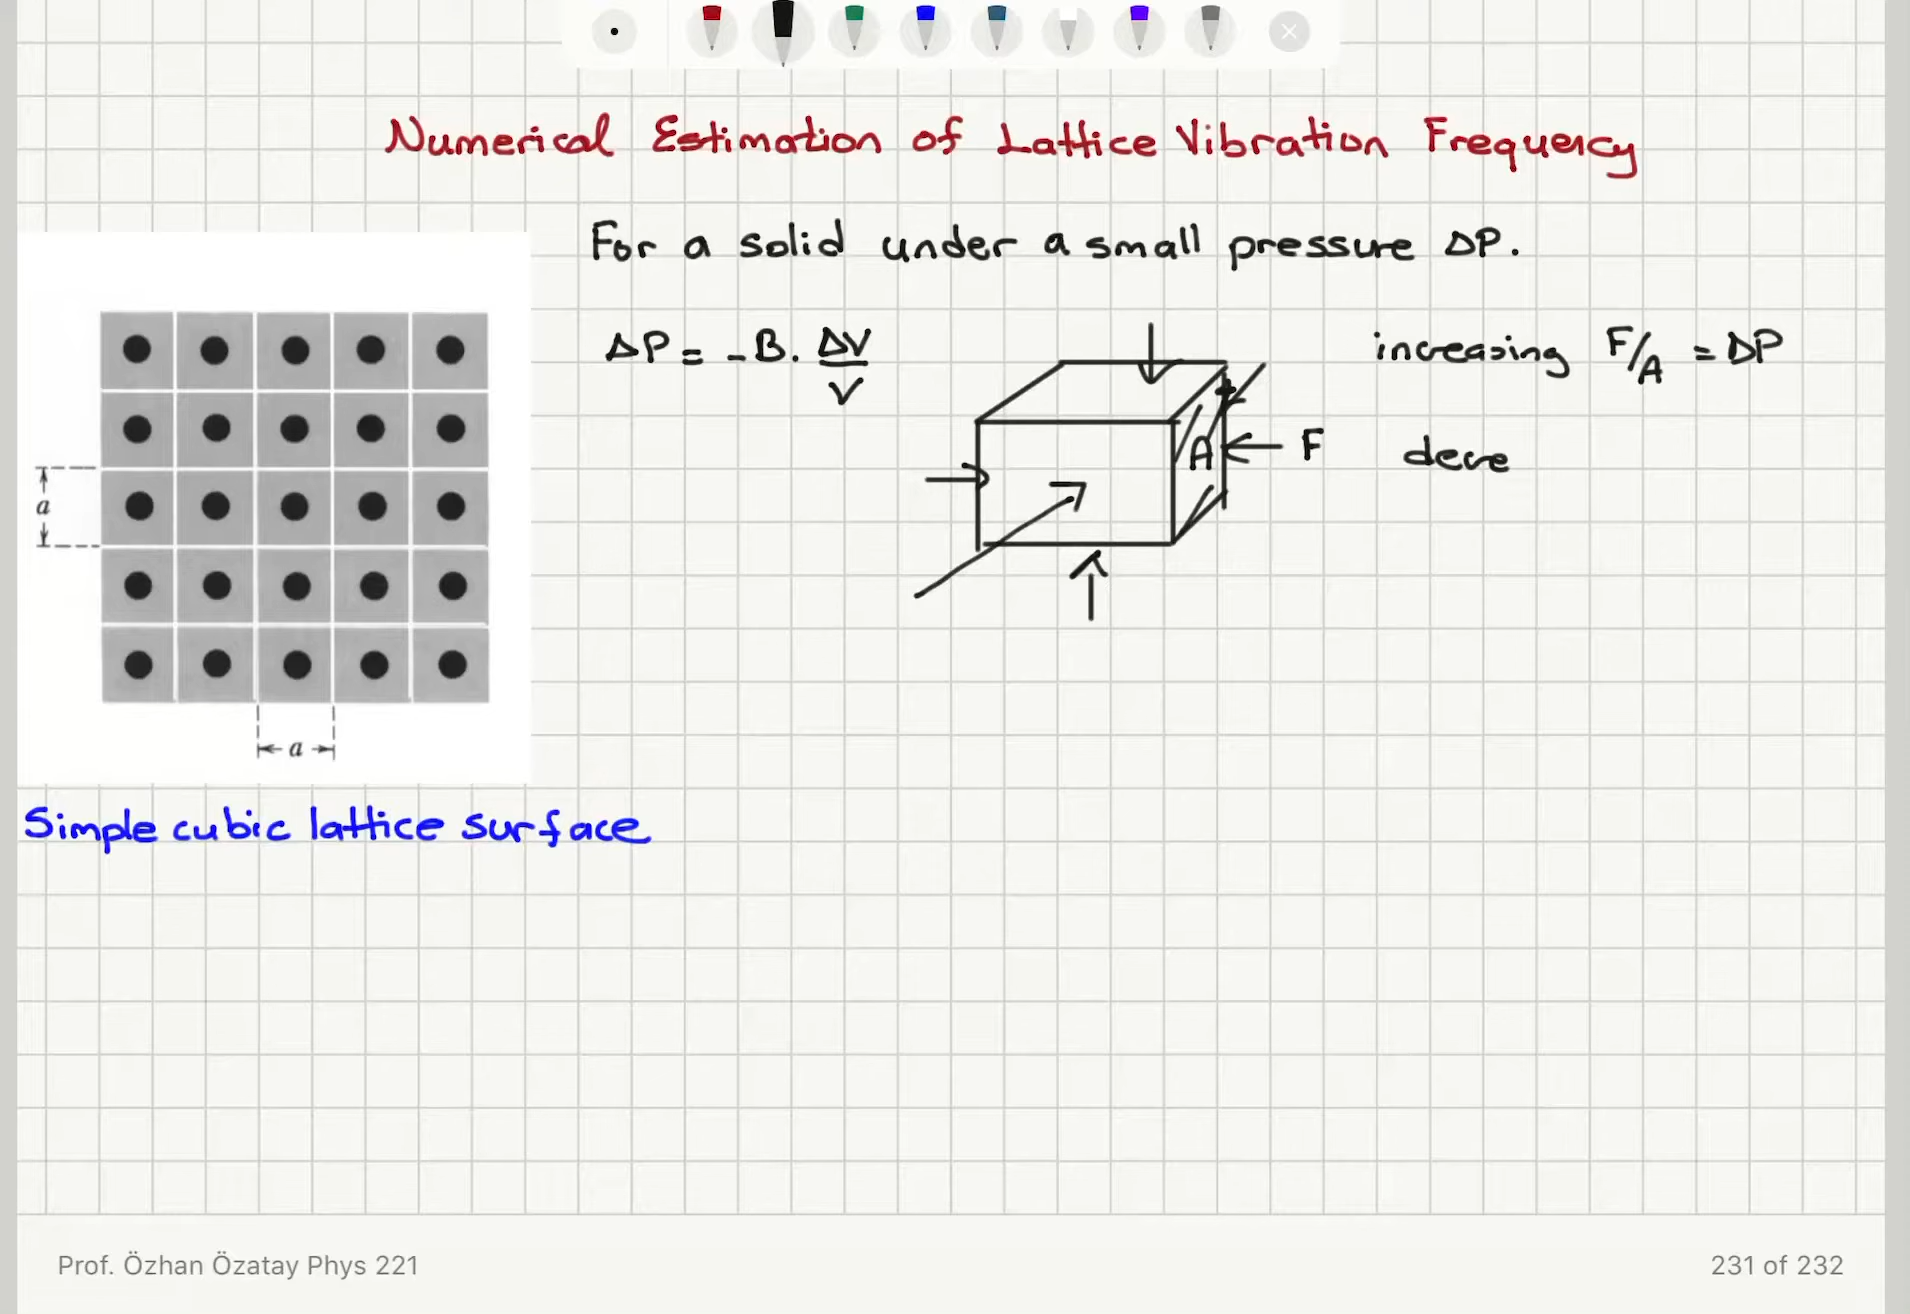 Numerical Estimation of Lattice Vibration Frequency
For a solid under a small pressure ΔP.
ΔP = -B. ΔV/V
increasing F/A = ΔP
A
F
decre
a
a
Simple cubic lattice surface
Prof. Özhan Özatay Phys 221
231 of 232